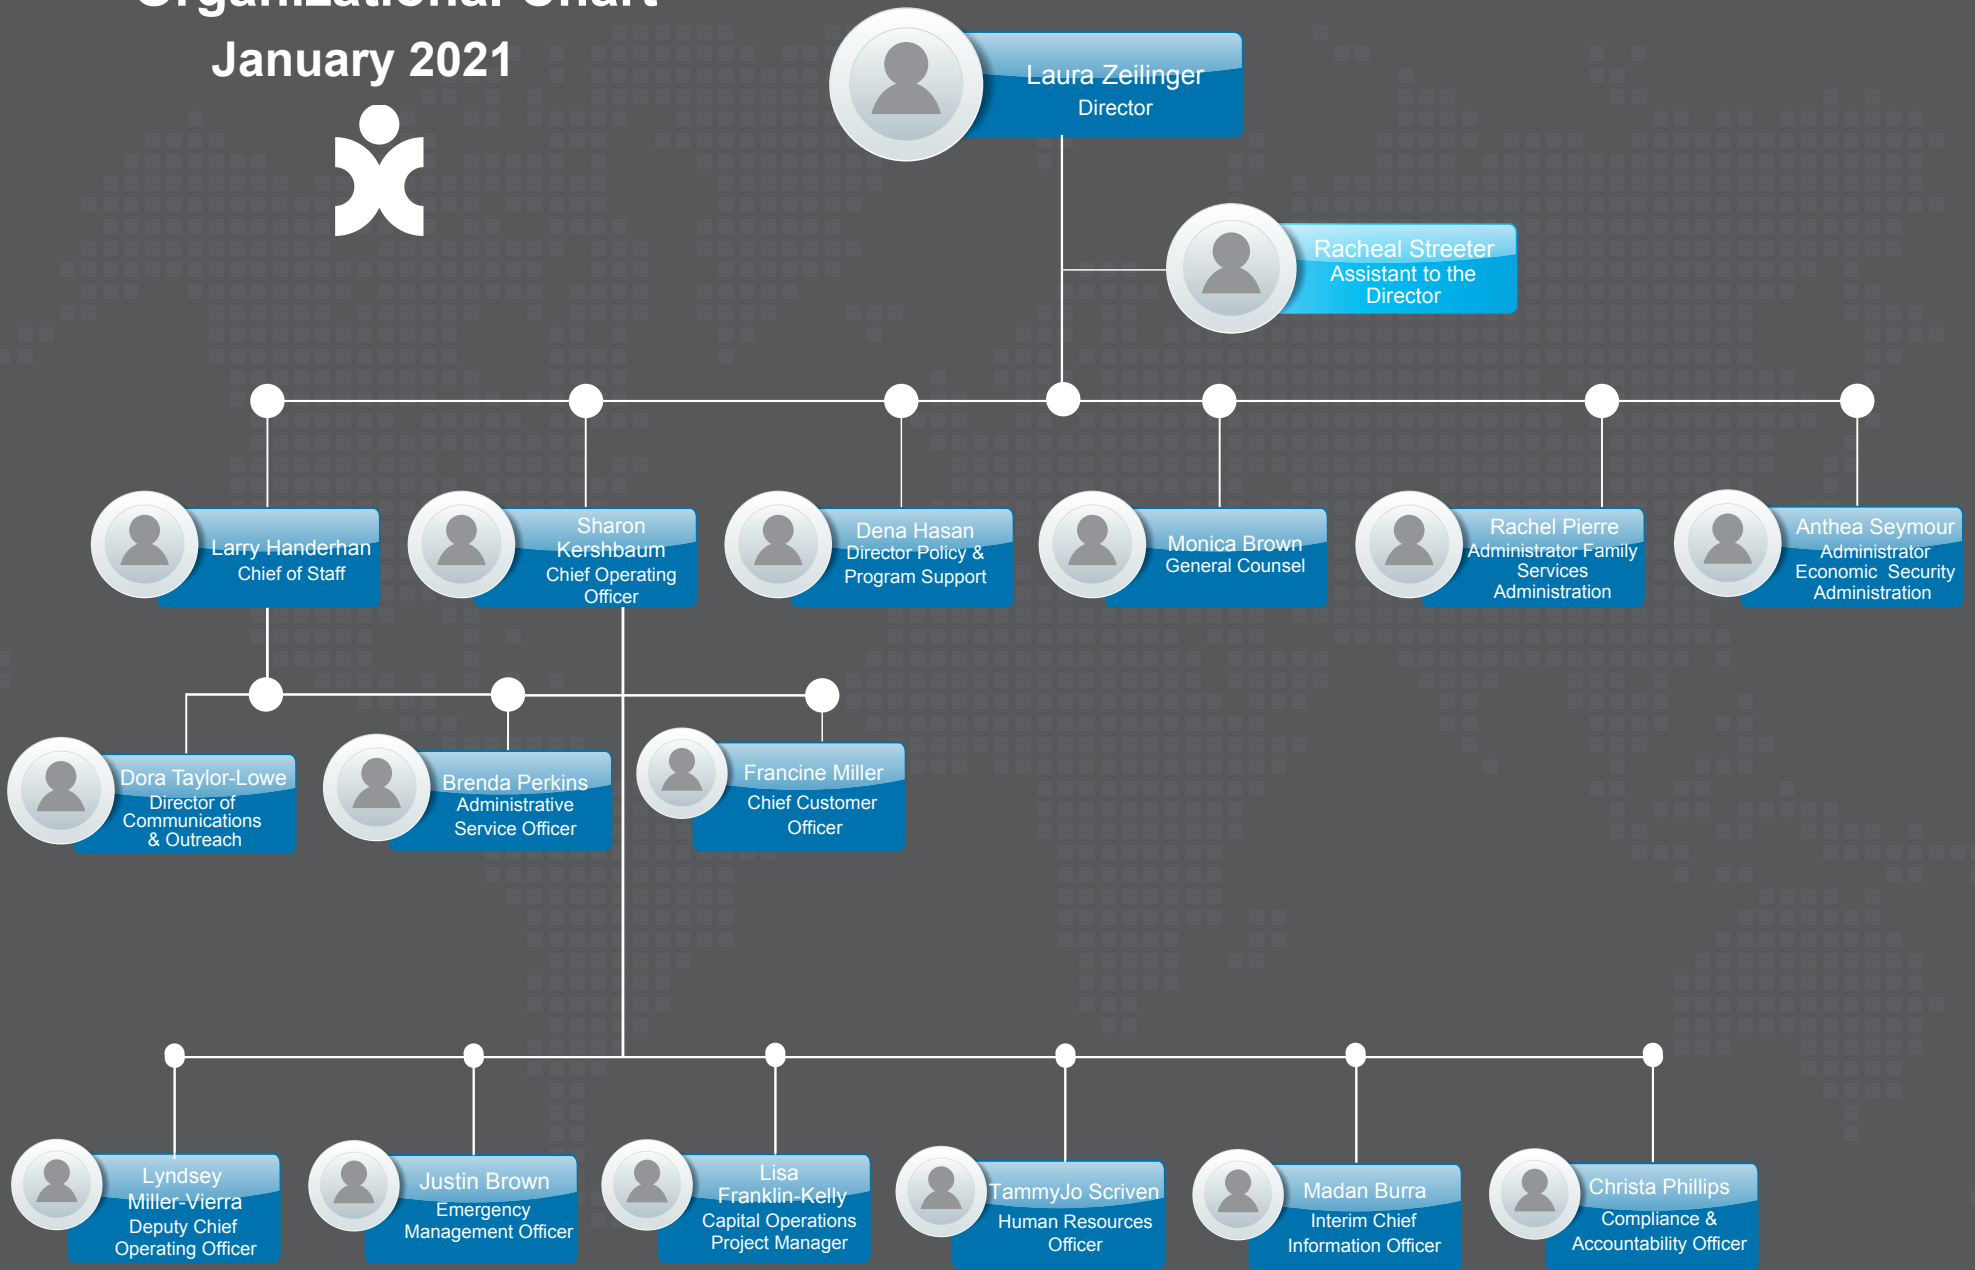 Organizational Chart
January 2021
Laura Zeilinger
Director
Racheal Streeter
Assistant to the
Director
Larry Handerhan
Chief of Staff
Sharon
Kershbaum
Chief Operating
Officer
Dena Hasan
Director Policy &
Program Support
Monica Brown
General Counsel
Rachel Pierre
Administrator Family
Services
Administration
Anthea Seymour
Administrator
Economic  Security
Administration
Dora Taylor-Lowe
Director of
Communications
& Outreach
Brenda Perkins
Administrative
Service Officer
Francine Miller
Chief Customer
Officer
Lyndsey
Miller-Vierra
Deputy Chief
Operating Officer
Justin Brown
Emergency
Management Officer
Lisa
Franklin-Kelly
Capital Operations
Project Manager
TammyJo Scriven
Human Resources
Officer
Madan Burra
Interim Chief
Information Officer
Christa Phillips
Compliance &
Accountability Officer